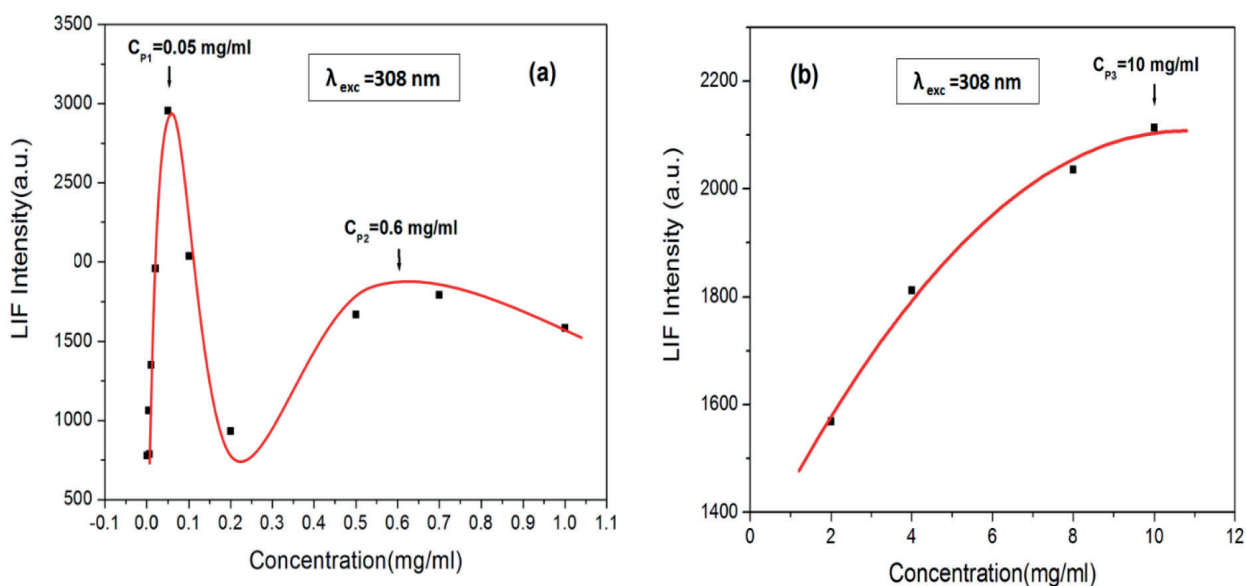 3500
C_P1=0.05 mg/ml
λ_exc=308 nm
(a)
3000
2500
C_P2=0.6 mg/ml
00
1500
1000
500
-0.1 0.0 0.1 0.2 0.3 0.4 0.5 0.6 0.7 0.8 0.9 1.0 1.1
LIF Intensity(a.u.)
Concentration(mg/ml)
(b)
λ_exc=308 nm
C_P3=10 mg/ml
2200
2000
1800
1600
1400
0 2 4 6 8 10 12
LIF Intensity (a.u.)
Concentration(mg/ml)